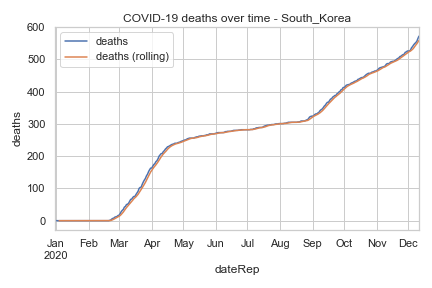 COVID-19 deaths over time - South_Korea
deaths
deaths (rolling)
600
500
400
300
200
100
0
deaths
Jan Feb Mar Apr May Jun Jul Aug Sep Oct Nov Dec
2020
dateRep